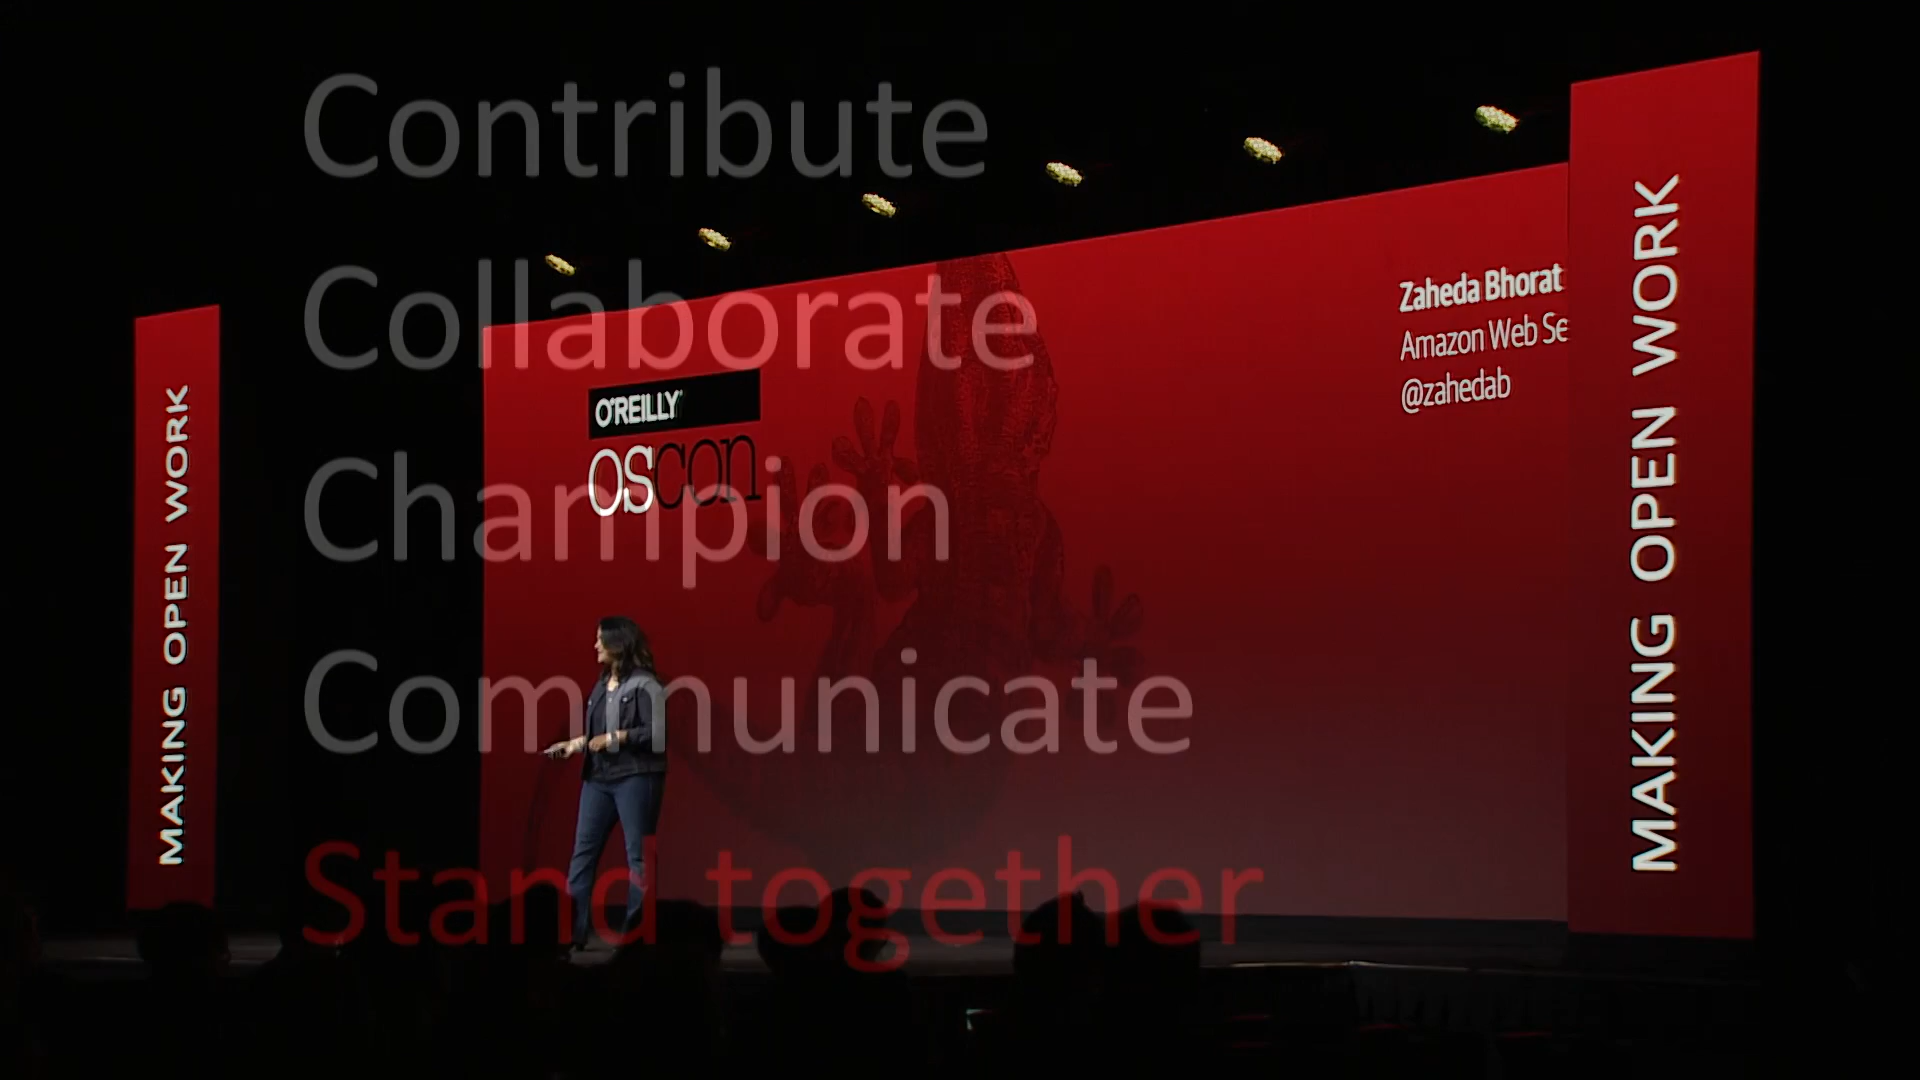 Contribute
Collaborate
Champion
Communicate
Stand together
O'REILLY
OSCON
Zaheda Bhorat
Amazon Web Se
@zahedab
MAKING OPEN WORK
MAKING OPEN WORK